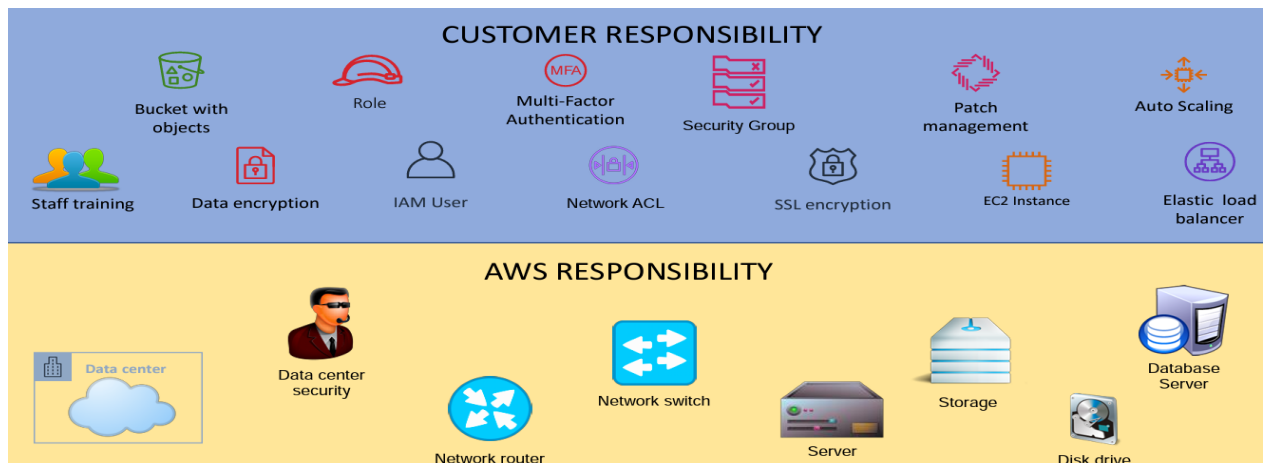 CUSTOMER RESPONSIBILITY
Bucket with
objects
Role
MFA
Multi-Factor
Authentication
Security Group
Patch
management
Auto Scaling
Staff training
Data encryption
IAM User
Network ACL
SSL encryption
EC2 Instance
Elastic load
balancer
AWS RESPONSIBILITY
Data center
Data center
security
Network router
Network switch
Server
Storage
Disk drive
Database
Server